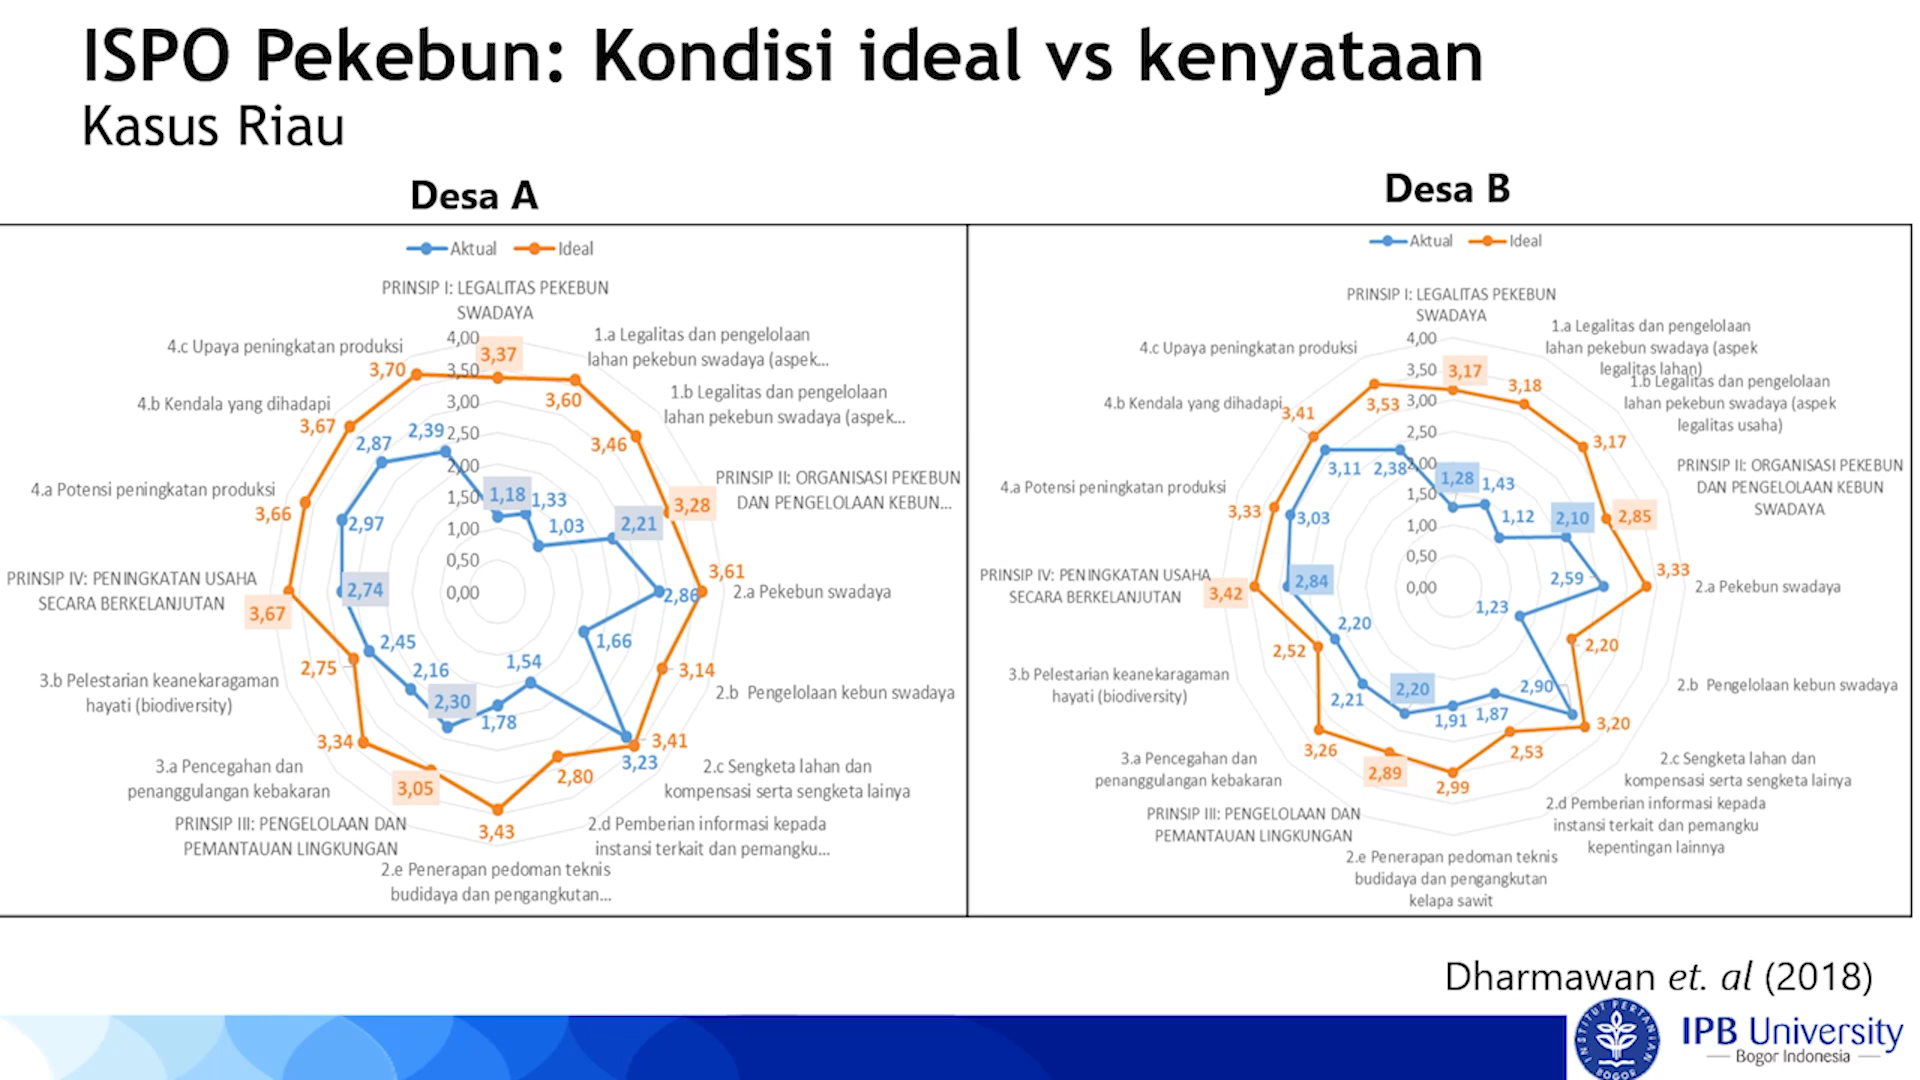 ISPO Pekebun: Kondisi ideal vs kenyataan
Kasus Riau
Desa A
Aktual
Ideal
PRINSIP I: LEGALITAS PEKEBUN
SWADAYA
1.a Legalitas dan pengelolaan
lahan pekebun swadaya (aspek...
1.b Legalitas dan pengelolaan
lahan pekebun swadaya (aspek...
PRINSIP II: ORGANISASI PEKEBUN
DAN PENGELOLAAN KEBUN...
2.a Pekebun swadaya
2.b Pengelolaan kebun swadaya
2.c Sengketa lahan dan
kompensasi serta sengketa lainya
2.d Pemberian informasi kepada
instansi terkait dan pemangku...
2.e Penerapan pedoman teknis
budidaya dan pengangkutan...
PRINSIP III: PENGELOLAAN DAN
PEMANTAUAN LINGKUNGAN
3.a Pencegahan dan
penanggulangan kebakaran
3.b Pelestarian keanekaragaman
hayati (biodiversity)
PRINSIP IV: PENINGKATAN USAHA
SECARA BERKELANJUTAN
4.a Potensi peningkatan produksi
4.b Kendala yang dihadapi
4.c Upaya peningkatan produksi
4,00
3,50
3,00
2,50
2,00
1,50
1,00
0,50
0,00
3,37
3,60
3,46
3,28
3,61
3,14
3,41
2,80
3,43
3,05
3,34
2,75
3,67
3,66
3,67
3,70
1,18
1,33
1,03
2,21
2,86
1,66
3,23
1,54
1,78
2,30
2,16
2,45
2,74
2,97
2,87
2,39
Desa B
Aktual
Ideal
PRINSIP I: LEGALITAS PEKEBUN
SWADAYA
1.a Legalitas dan pengelolaan
lahan pekebun swadaya (aspek
legalitas lahan)
1.b Legalitas dan pengelolaan
lahan pekebun swadaya (aspek
legalitas usaha)
PRINSIP II: ORGANISASI PEKEBUN
DAN PENGELOLAAN KEBUN
SWADAYA
2.a Pekebun swadaya
2.b Pengelolaan kebun swadaya
2.c Sengketa lahan dan
kompensasi serta sengketa lainya
2.d Pemberian informasi kepada
instansi terkait dan pemangku
kepentingan lainnya
2.e Penerapan pedoman teknis
budidaya dan pengangkutan
kelapa sawit
PRINSIP III: PENGELOLAAN DAN
PEMANTAUAN LINGKUNGAN
3.a Pencegahan dan
penanggulangan kebakaran
3.b Pelestarian keanekaragaman
hayati (biodiversity)
PRINSIP IV: PENINGKATAN USAHA
SECARA BERKELANJUTAN
4.a Potensi peningkatan produksi
4.b Kendala yang dihadapi
4.c Upaya peningkatan produksi
4,00
3,50
3,00
2,50
2,00
1,50
1,00
0,50
0,00
3,17
3,18
3,17
2,85
3,33
2,20
3,20
2,53
2,99
2,89
3,26
2,52
3,42
3,33
3,41
3,53
1,28
1,43
1,12
2,10
2,59
1,23
2,90
1,87
1,91
2,20
2,21
2,20
2,84
3,03
3,11
2,38
Dharmawan et. al (2018)
INSTITUT PERTANIAN
BOGOR
IPB University
Bogor Indonesia